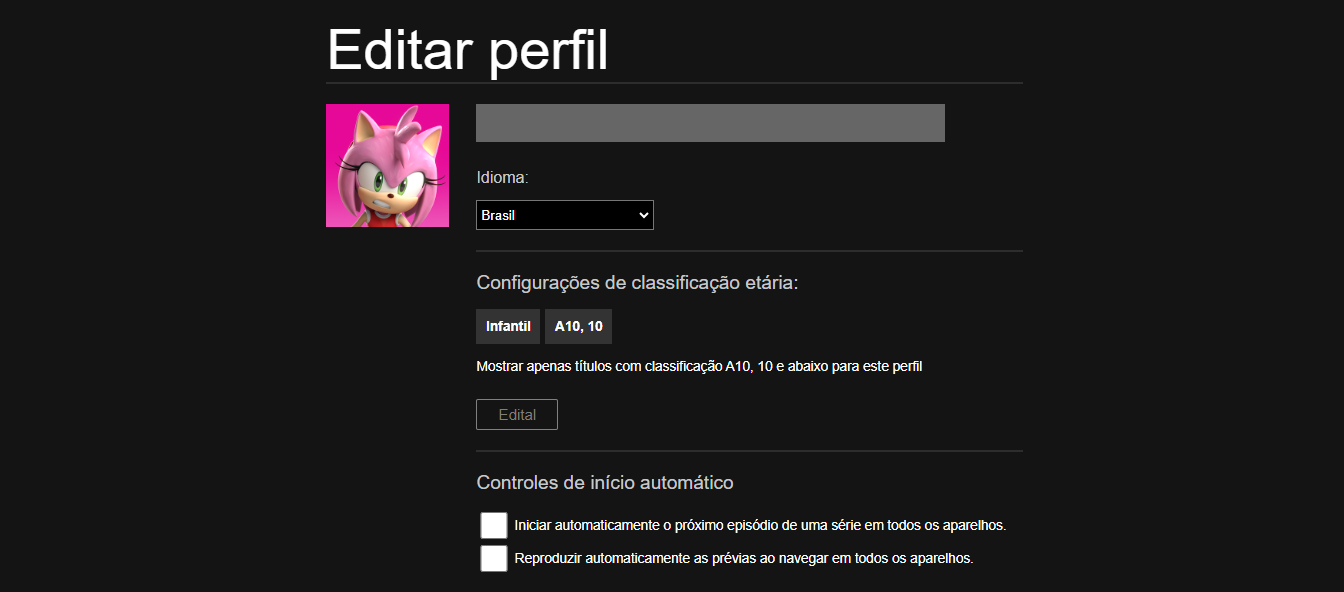 Editar perfil
Idioma:
Brasil
Configurações de classificação etária:
Infantil A10, 10
Mostrar apenas títulos com classificação A10, 10 e abaixo para este perfil
Edital
Controles de início automático
Iniciar automaticamente o próximo episódio de uma série em todos os aparelhos.
Reproduzir automaticamente as prévias ao navegar em todos os aparelhos.